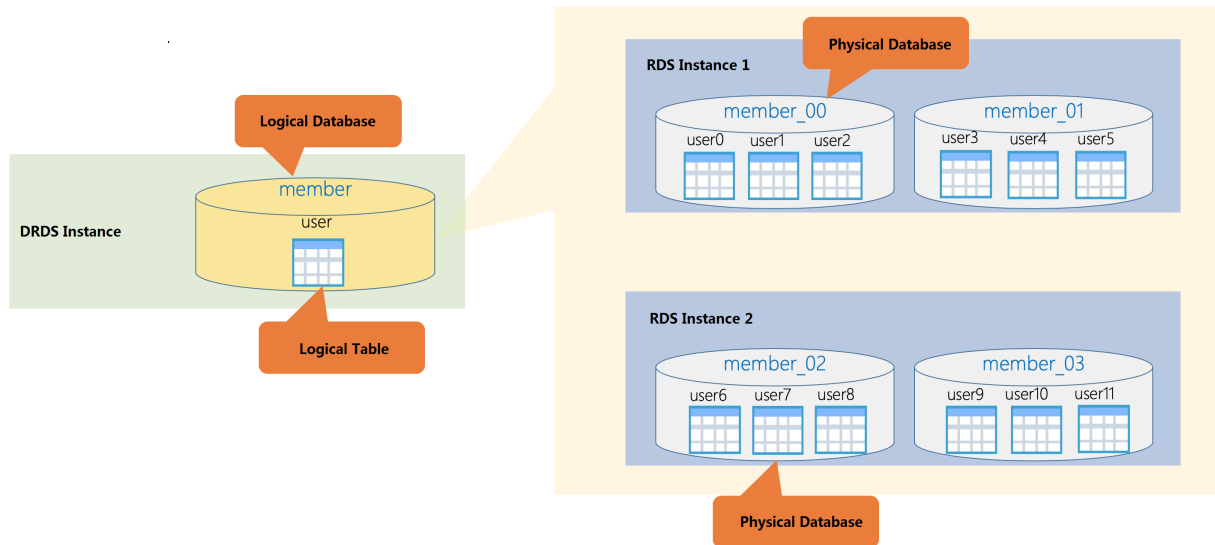 Physical Database
RDS Instance 1
member_00
member_01
user0 user1 user2
user3 user4 user5
Logical Database
member
user
DRDS Instance
Logical Table
RDS Instance 2
member_02
member_03
user6 user7 user8
user9 user10 user11
Physical Database